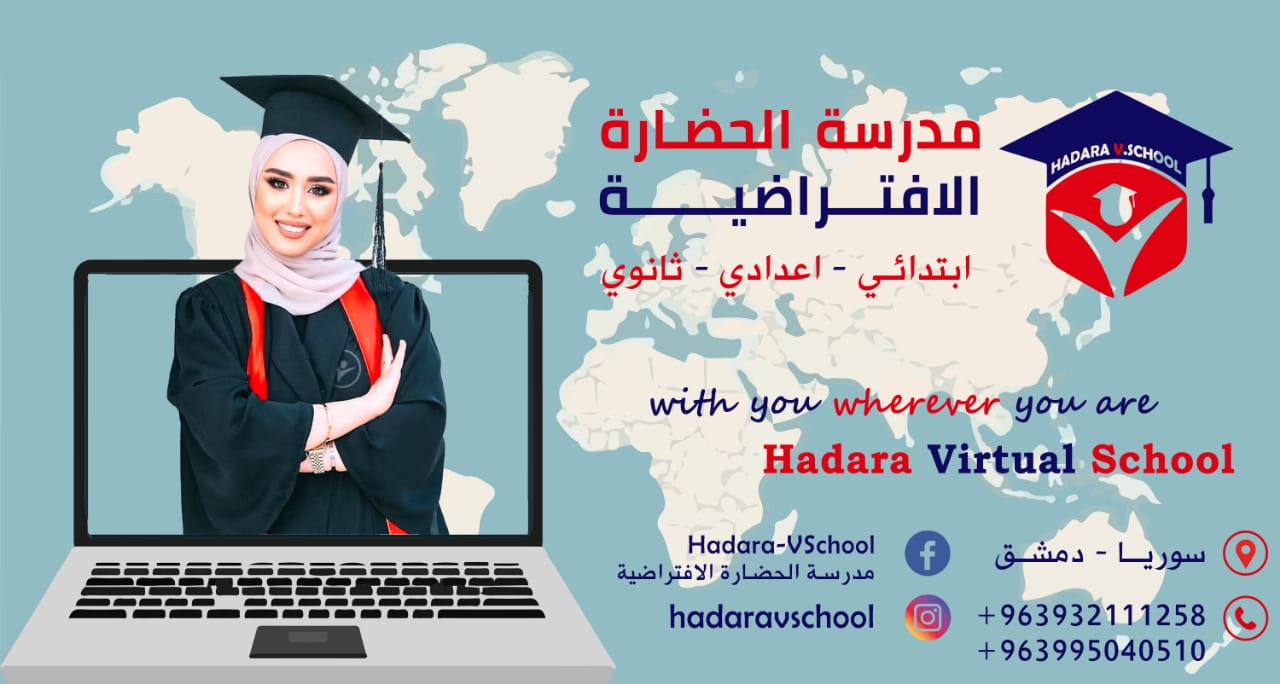 مدرسة الحضارة
الافتراضية
ابتدائي - اعدادي - ثانوي
HADARA V.SCHOOL
with you wherever you are
Hadara Virtual School
Hadara-VSchool
مدرسة الحضارة الافتراضية
hadaravschool
سوريا - دمشق
+963932111258
+963995040510